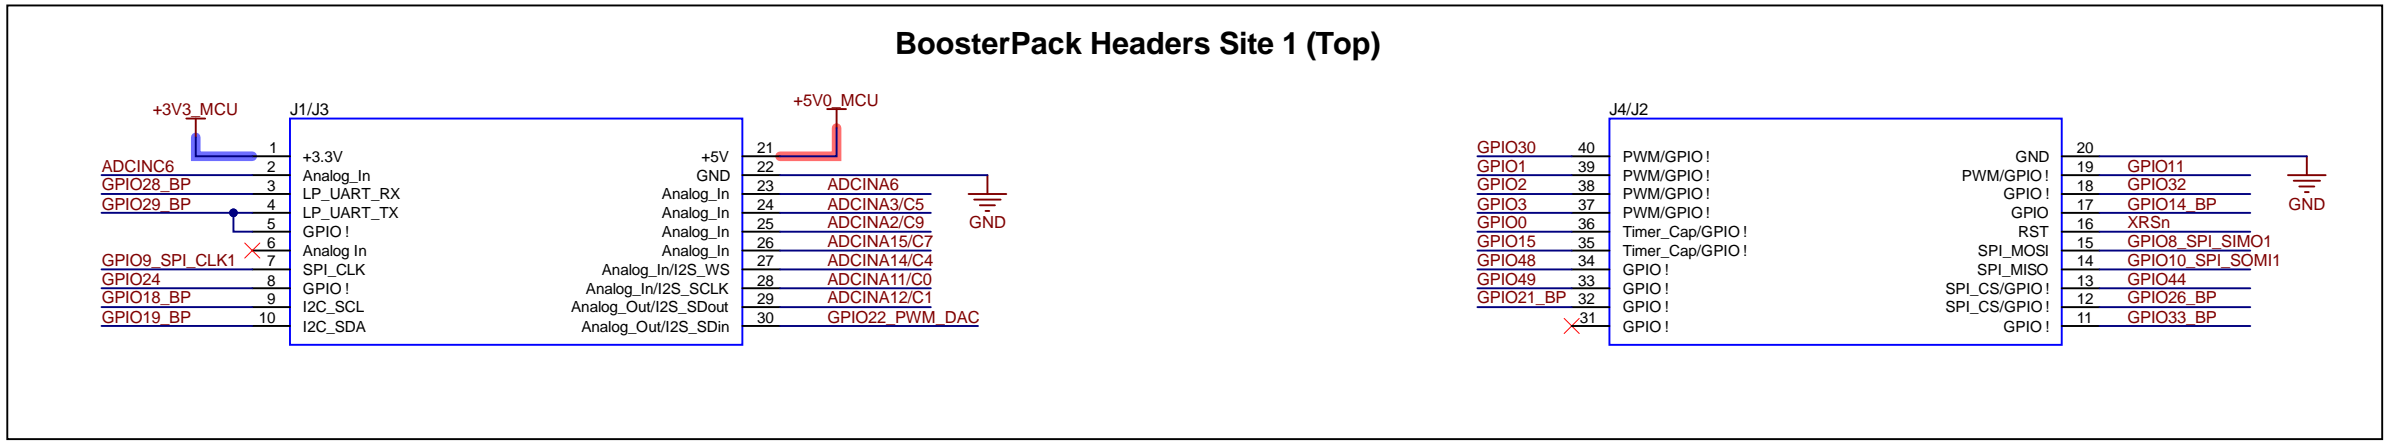 BoosterPack Headers Site 1 (Top)
+3V3_MCU
J1/J3
+5V0_MCU
1 +3.3V
ADCINC6 2 Analog_In
GPIO28_BP 3 LP_UART_RX
GPIO29_BP 4 LP_UART_TX
5 GPIO !
6 Analog In
GPIO9_SPI_CLK1 7 SPI_CLK
GPIO24 8 GPIO !
GPIO18_BP 9 I2C_SCL
GPIO19_BP 10 I2C_SDA
+5V 21
GND 22
Analog_In 23 ADCINA6
Analog_In 24 ADCINA3/C5
Analog_In 25 ADCINA2/C9
Analog_In 26 ADCINA15/C7
Analog_In/I2S_WS 27 ADCINA14/C4
Analog_In/I2S_SCLK 28 ADCINA11/C0
Analog_Out/I2S_SDout 29 ADCINA12/C1
Analog_Out/I2S_SDin 30 GPIO22_PWM_DAC
GND
J4/J2
GPIO30 40 PWM/GPIO !
GPIO1 39 PWM/GPIO !
GPIO2 38 PWM/GPIO !
GPIO3 37 PWM/GPIO !
GPIO0 36 Timer_Cap/GPIO !
GPIO15 35 Timer_Cap/GPIO !
GPIO48 34 GPIO !
GPIO49 33 GPIO !
GPIO21_BP 32 GPIO !
31 GPIO !
GND 20
PWM/GPIO ! 19 GPIO11
GPIO ! 18 GPIO32
GPIO 17 GPIO14_BP
RST 16 XRSn
SPI_MOSI 15 GPIO8_SPI_SIMO1
SPI_MISO 14 GPIO10_SPI_SOMI1
SPI_CS/GPIO ! 13 GPIO44
SPI_CS/GPIO ! 12 GPIO26_BP
GPIO ! 11 GPIO33_BP
GND